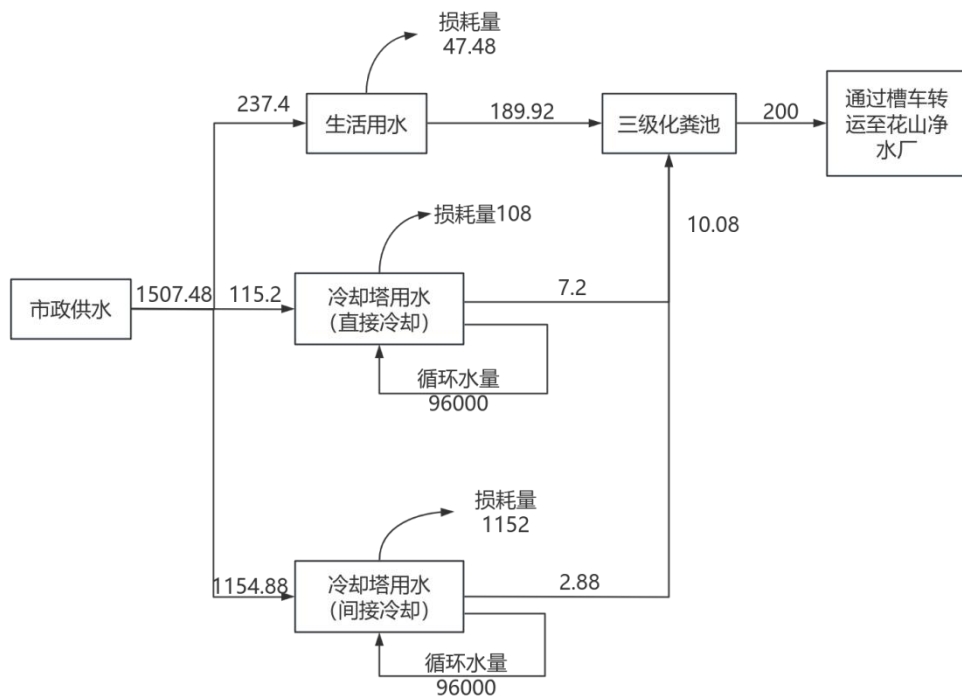 损耗量
47.48
237.4
生活用水
189.92
三级化粪池
200
通过槽车转
运至花山净
水厂
损耗量108
10.08
市政供水
1507.48
115.2
冷却塔用水
（直接冷却）
7.2
循环水量
96000
损耗量
1152
1154.88
冷却塔用水
（间接冷却）
2.88
循环水量
96000